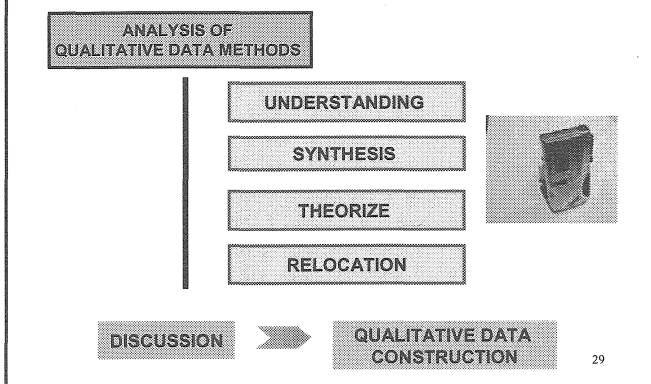 ANALYSIS OF
QUALITATIVE DATA METHODS
UNDERSTANDING
SYNTHESIS
THEORIZE
RELOCATION
DISCUSSION
QUALITATIVE DATA
CONSTRUCTION
29